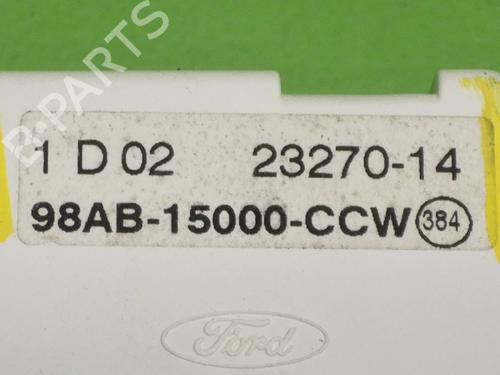 B-PARTS
1 D 02 23270-14
98AB-15000-CCW 384
Ford